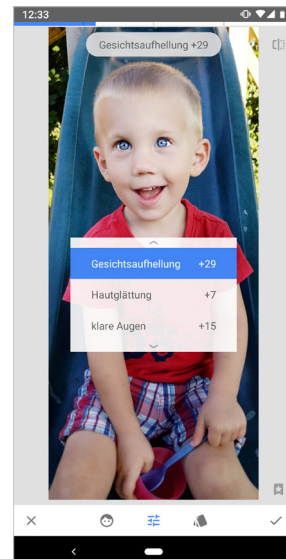 12:33
Gesichtsaufhellung +29
Gesichtsaufhellung +29
Hautglättung +7
klare Augen +15